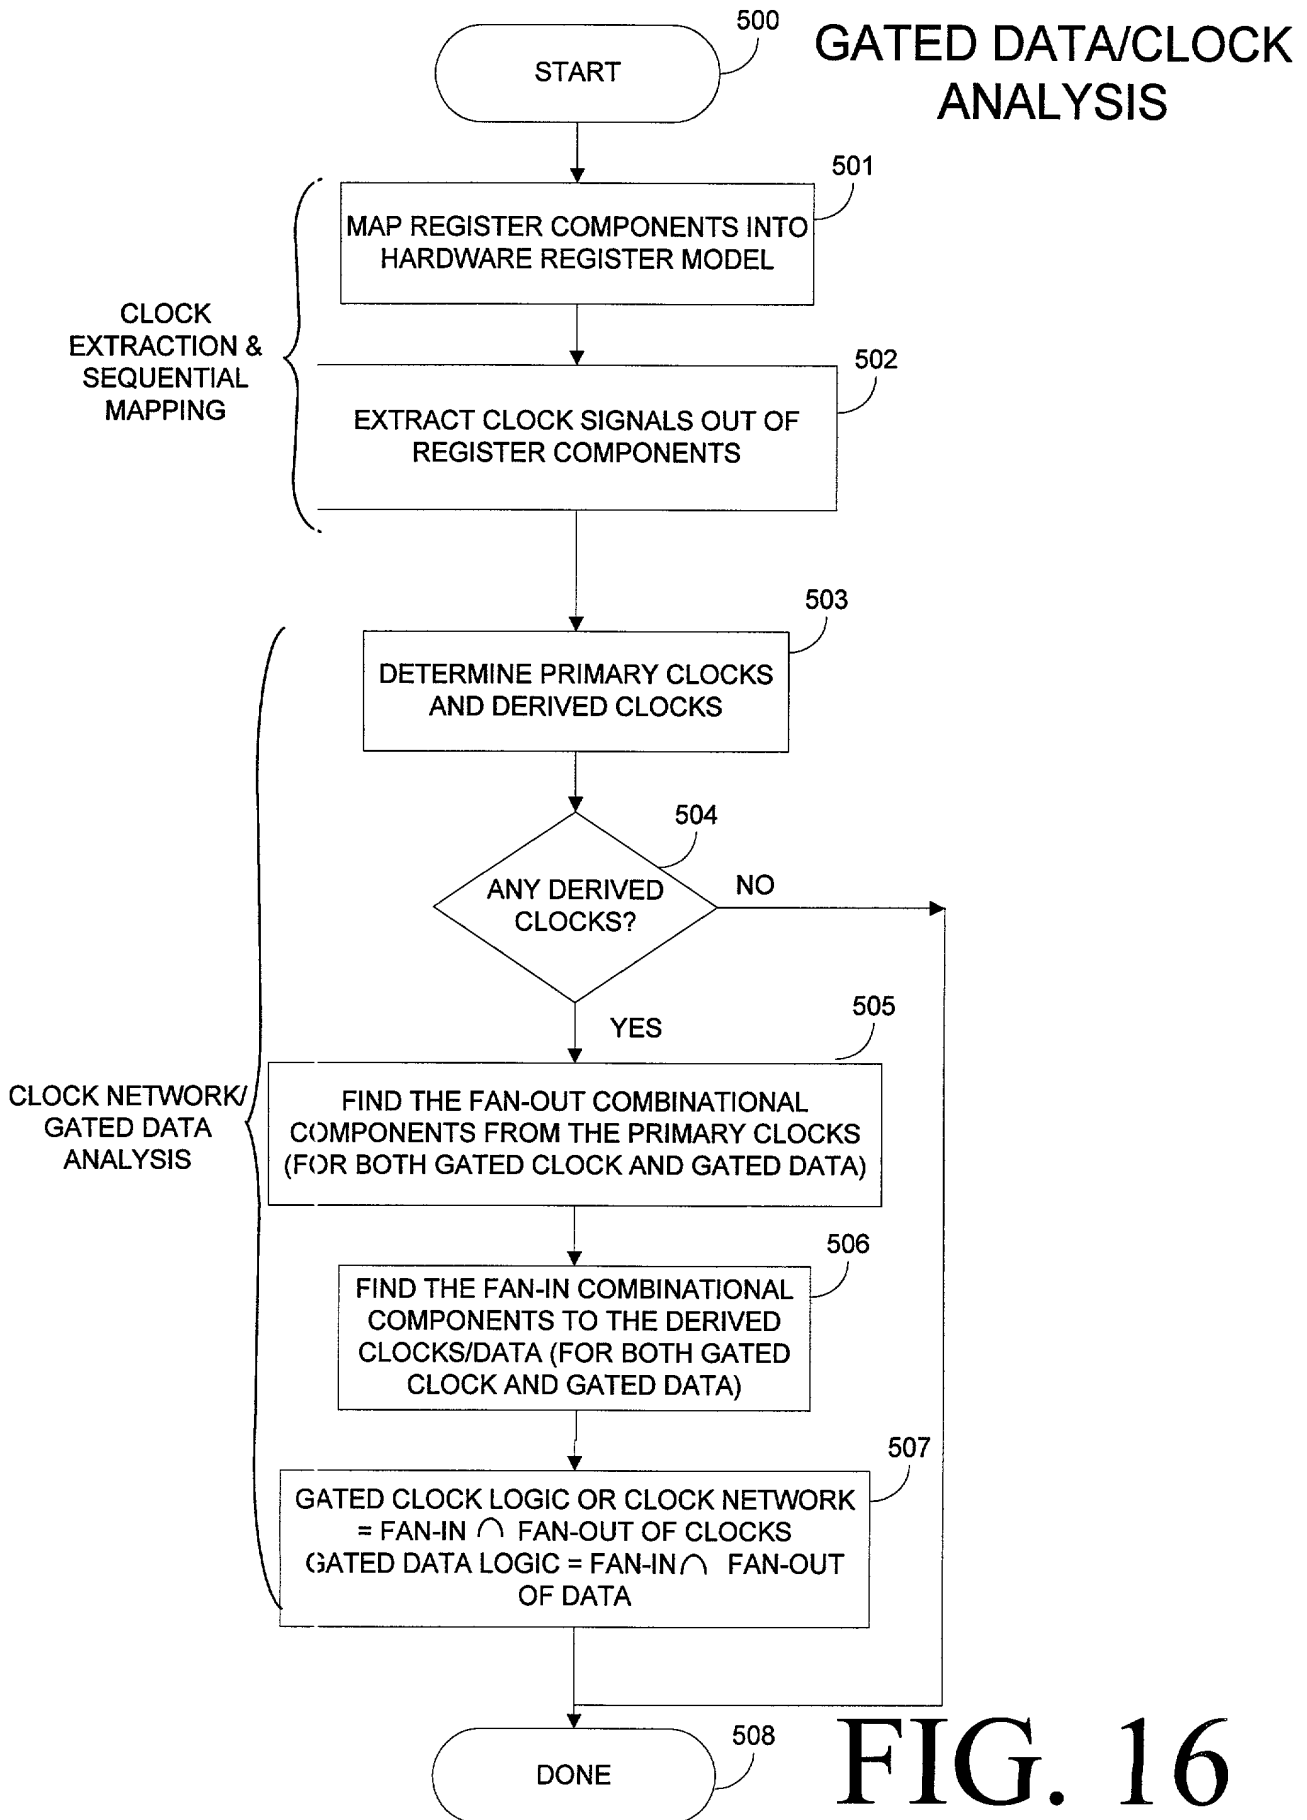 500
GATED DATA/CLOCK
ANALYSIS
START
501
MAP REGISTER COMPONENTS INTO
HARDWARE REGISTER MODEL
CLOCK
EXTRACTION &
SEQUENTIAL
MAPPING
502
EXTRACT CLOCK SIGNALS OUT OF
REGISTER COMPONENTS
503
DETERMINE PRIMARY CLOCKS
AND DERIVED CLOCKS
504
ANY DERIVED
CLOCKS?
NO
YES
505
CLOCK NETWORK/
GATED DATA
ANALYSIS
FIND THE FAN-OUT COMBINATIONAL
COMPONENTS FROM THE PRIMARY CLOCKS
(FOR BOTH GATED CLOCK AND GATED DATA)
506
FIND THE FAN-IN COMBINATIONAL
COMPONENTS TO THE DERIVED
CLOCKS/DATA (FOR BOTH GATED
CLOCK AND GATED DATA)
507
GATED CLOCK LOGIC OR CLOCK NETWORK
= FAN-IN ∩ FAN-OUT OF CLOCKS
GATED DATA LOGIC = FAN-IN ∩ FAN-OUT
OF DATA
508
DONE
FIG. 16